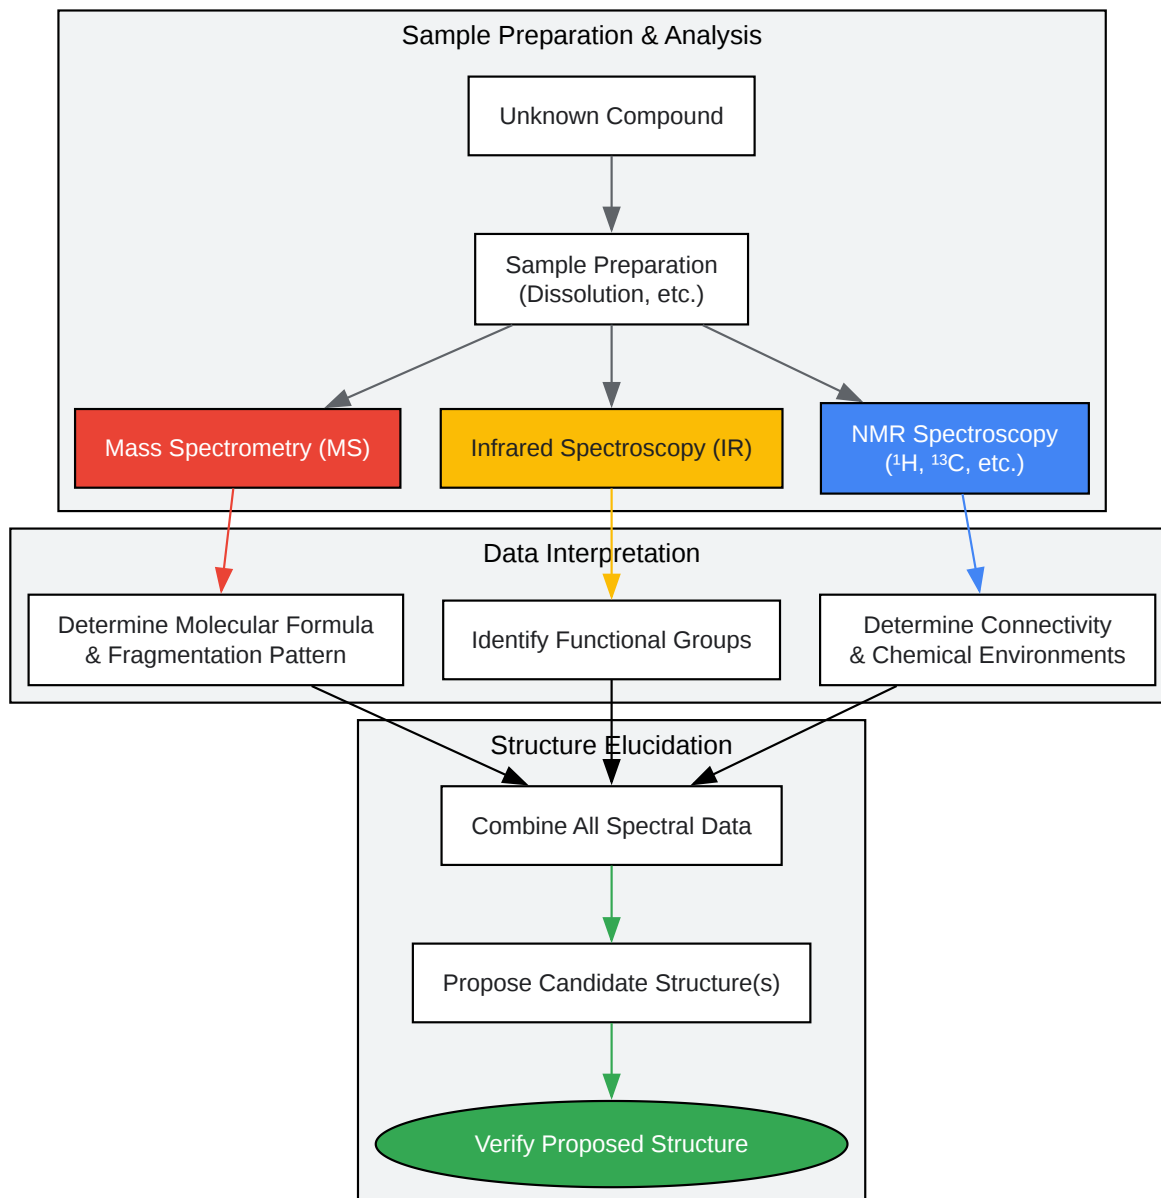 Sample Preparation & Analysis
Unknown Compound
Sample Preparation
(Dissolution, etc.)
Mass Spectrometry (MS)
Infrared Spectroscopy (IR)
NMR Spectroscopy
(¹H, ¹³C, etc.)
Data Interpretation
Determine Molecular Formula
& Fragmentation Pattern
Identify Functional Groups
Determine Connectivity
& Chemical Environments
Structure Elucidation
Combine All Spectral Data
Propose Candidate Structure(s)
Verify Proposed Structure